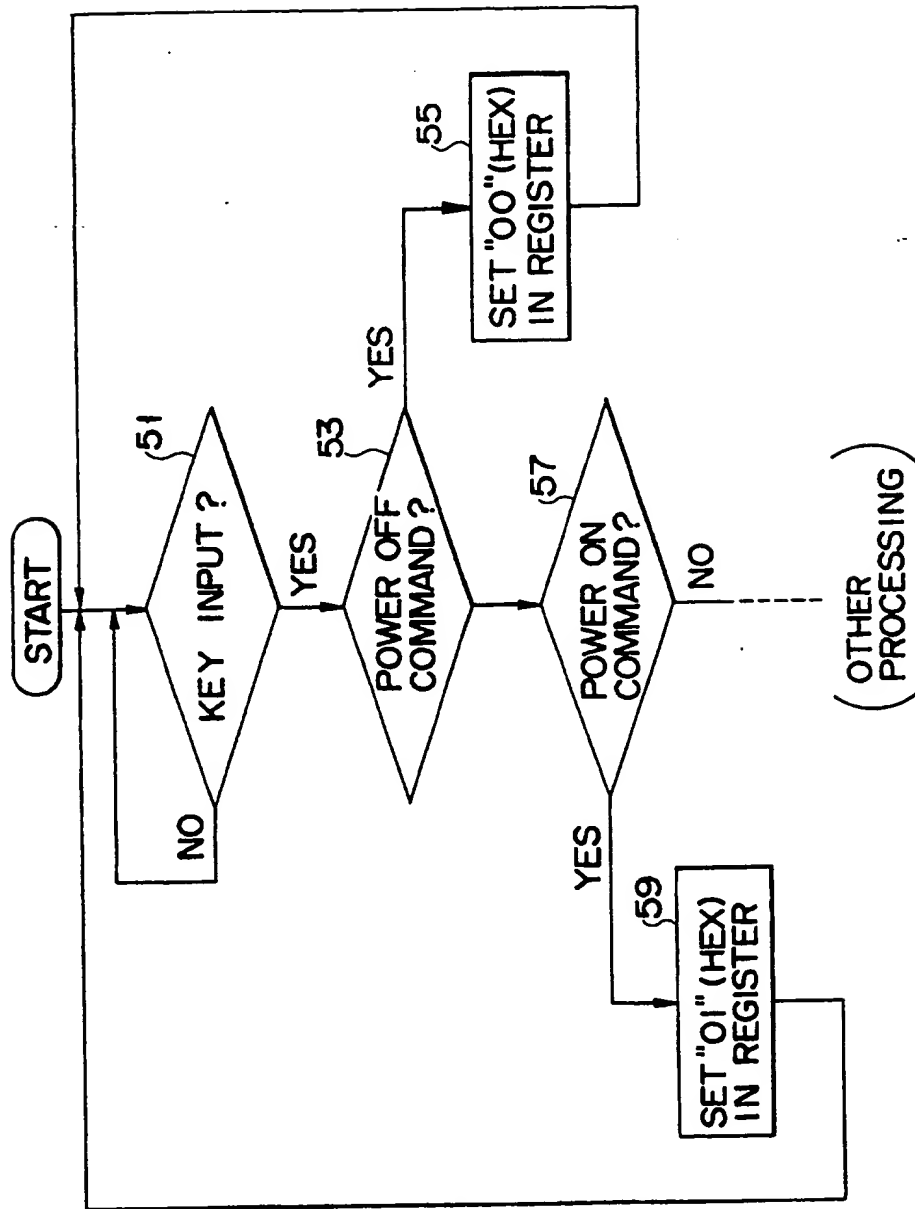 START
51
KEY INPUT?
NO
YES
53
POWER OFF
COMMAND?
YES
55
SET "00" (HEX)
IN REGISTER
57
POWER ON
COMMAND?
YES
NO
59
SET "01" (HEX)
IN REGISTER
(OTHER
PROCESSING)